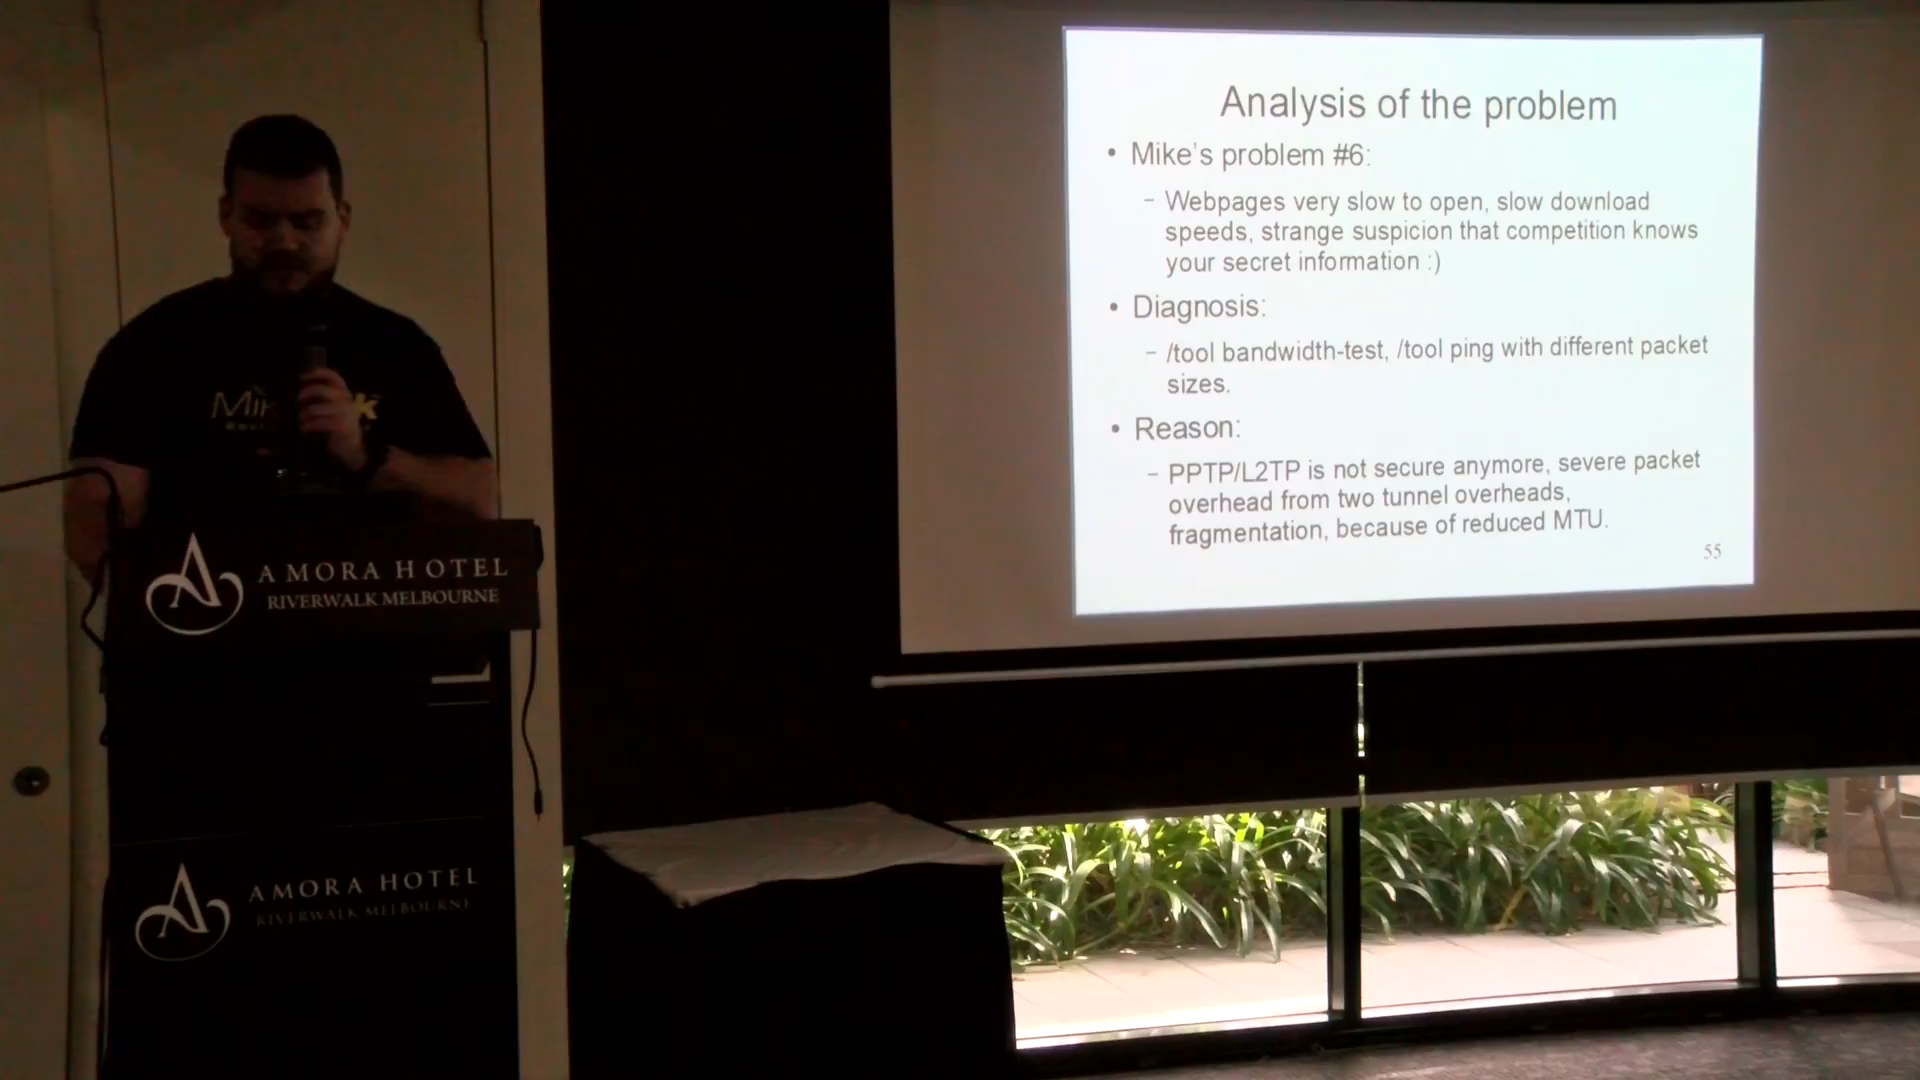 Analysis of the problem
• Mike's problem #6:
– Webpages very slow to open, slow download
speeds, strange suspicion that competition knows
your secret information :)
• Diagnosis:
– /tool bandwidth-test, /tool ping with different packet
sizes.
• Reason:
– PPTP/L2TP is not secure anymore, severe packet
overhead from two tunnel overheads,
fragmentation, because of reduced MTU.
55
AMORA HOTEL
RIVERWALK MELBOURNE
AMORA HOTEL
RIVERWALK MELBOURNE